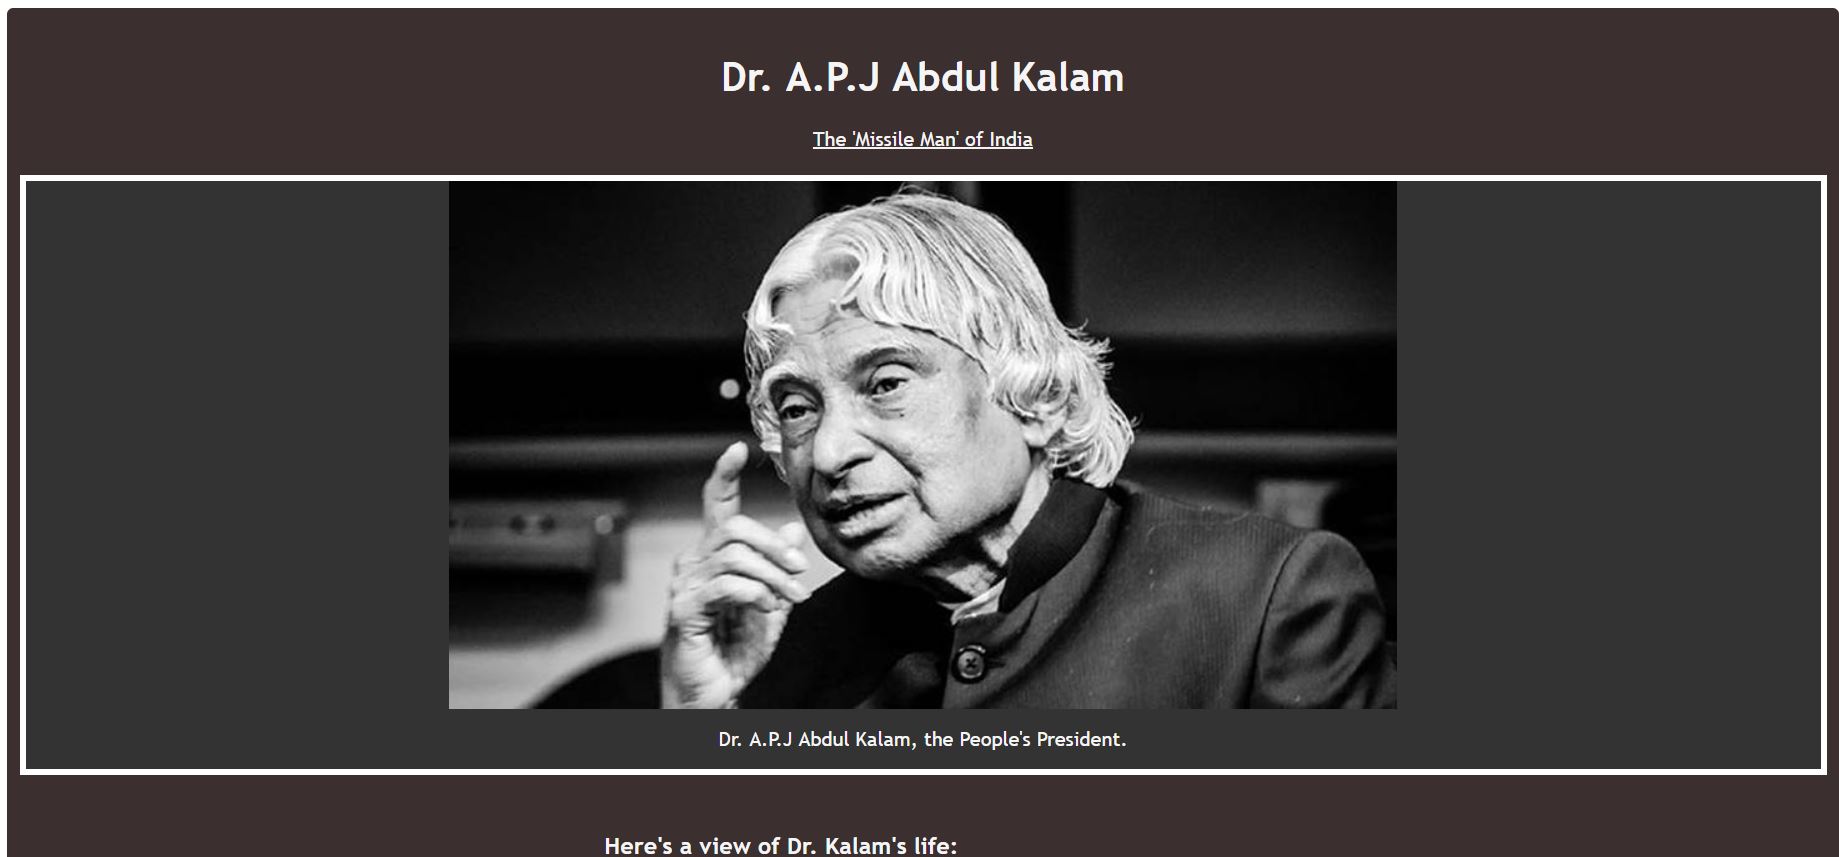 Dr. A.P.J Abdul Kalam
The 'Missile Man' of India
Dr. A.P.J Abdul Kalam, the People's President.
Here's a view of Dr. Kalam's life: